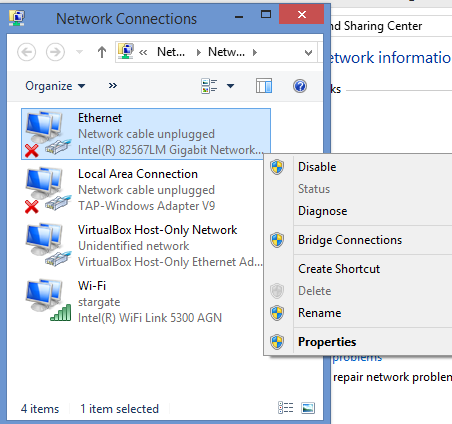 Network Connections
« Net... Netw...
Organize »
Ethernet
Network cable unplugged
Intel(R) 82567LM Gigabit Network...
Local Area Connection
Network cable unplugged
TAP-Windows Adapter V9
VirtualBox Host-Only Network
Unidentified network
VirtualBox Host-Only Ethernet Ad...
Wi-Fi
stargate
Intel(R) WiFi Link 5300 AGN
4 items 1 item selected
nd Sharing Center
etwork information
ks
Disable
Status
Diagnose
Bridge Connections
Create Shortcut
Delete
Rename
Properties
problems
repair network problem